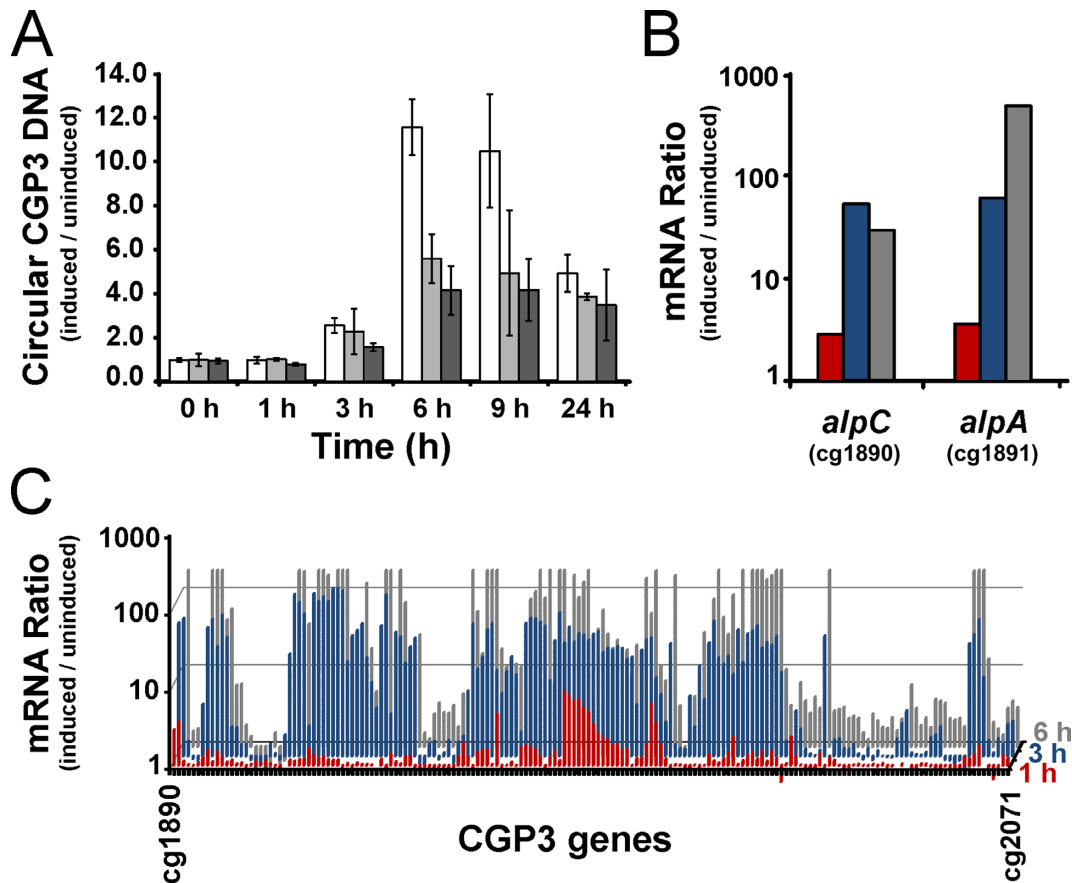 A
Circular CGP3 DNA
(induced / uninduced)
14.0
12.0
10.0
8.0
6.0
4.0
2.0
0.0
0 h
1 h
3 h
6 h
9 h
24 h
Time (h)
B
mRNA Ratio
(induced / uninduced)
1000
100
10
1
alpC
(cg1890)
alpA
(cg1891)
C
mRNA Ratio
(induced / uninduced)
1000
100
10
1
6 h
3 h
1 h
cg1890
CGP3 genes
cg2071